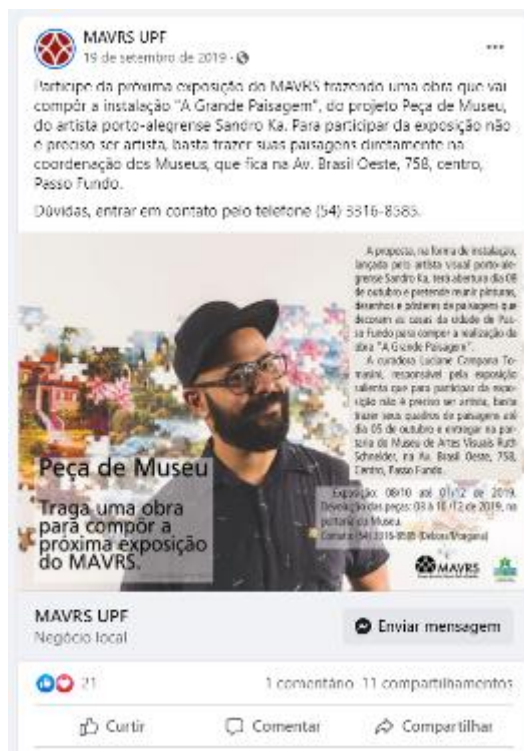 MAVRS UPF
19 de setembro de 2019 ·
Participe da próxima exposição do MAVRS trazendo uma obra que vai
compôr a instalação "A Grande Paisagem", do projeto Peça de Museu,
do artista porto-alegrense Sandro Ka. Para participar da exposição não
é preciso ser artista, basta trazer suas paisagens diretamente na
coordenação dos Museus, que fica na Av. Brasil Oeste, 758, centro,
Passo Fundo.
Dúvidas, entrar em contato pelo telefone (54) 3316-8585.
A proposta, na forma de instalação,
lançada pelo artista visual porto-ale-
grense Sandro Ka, terá abertura dia 08
de outubro e pretende reunir pinturas,
desenhos e pôsteres de paisagens que
decoram as casas da cidade de Pas-
so Fundo para compor a realização da
obra "A Grande Paisagem".
A curadora Luciane Campana To-
masini, responsável pela exposição
salienta que para participar da expo-
sição não é preciso ser artista, basta
trazer seus quadros de paisagens até
dia 05 de outubro e entregar na por-
taria do Museu de Artes Visuais Ruth
Schneider, na Av. Brasil Oeste, 758,
Centro, Passo Fundo.
Exposição: 08/10 até 01/12 de 2019.
Devolução das peças: 03 à 10 /12 de 2019, na
portaria do Museu.
Contato: (54) 3316-8585 (Debora/Morgana)
Peça de Museu
Traga uma obra
para compôr a
próxima exposição
do MAVRS.
MAVRS
MAVRS UPF
Negócio local
Enviar mensagem
21
1 comentário 11 compartilhamentos
Curtir
Comentar
Compartilhar